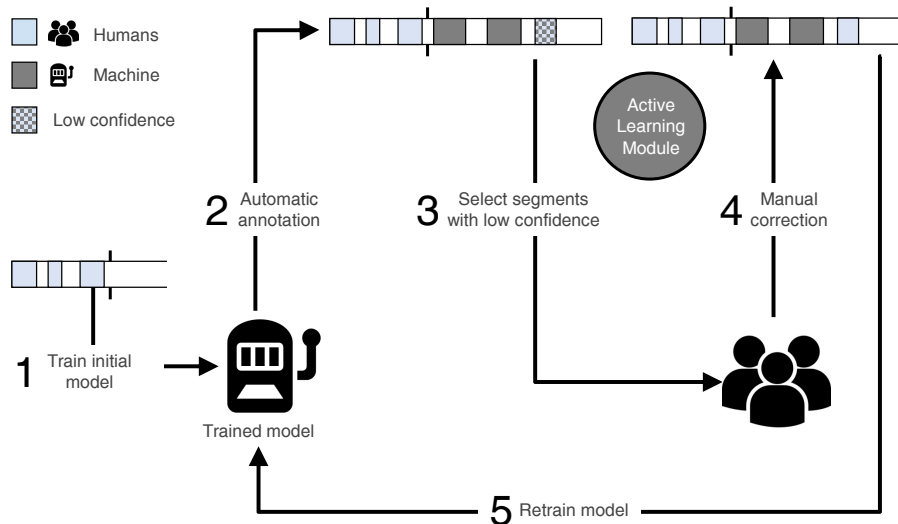 Humans
Machine
Low confidence
Active
Learning
Module
2 Automatic
annotation
3 Select segments
with low confidence
4 Manual
correction
1 Train initial
model
Trained model
5 Retrain model